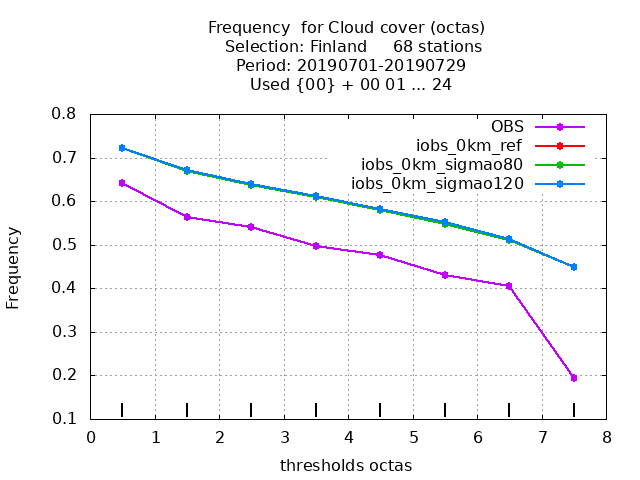 Frequency  for Cloud cover (octas)
Selection: Finland     68 stations
Period: 20190701-20190729
Used {00} + 00 01 ... 24
OBS
iobs_0km_ref
iobs_0km_sigmao80
iobs_0km_sigmao120
Frequency
0.8
0.7
0.6
0.5
0.4
0.3
0.2
0.1
0 1 2 3 4 5 6 7 8
thresholds octas